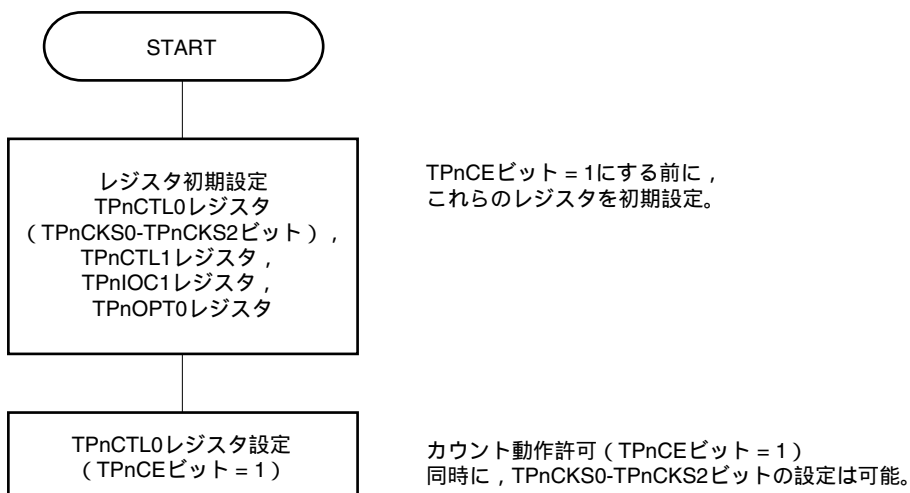 START
レジスタ初期設定
TPnCTL0レジスタ
（TPnCKS0-TPnCKS2ビット），
TPnCTL1レジスタ，
TPnIOC1レジスタ，
TPnOPT0レジスタ
TPnCEビット = 1にする前に，
これらのレジスタを初期設定。
TPnCTL0レジスタ設定
（TPnCEビット = 1）
カウント動作許可（TPnCEビット = 1）
同時に，TPnCKS0-TPnCKS2ビットの設定は可能。